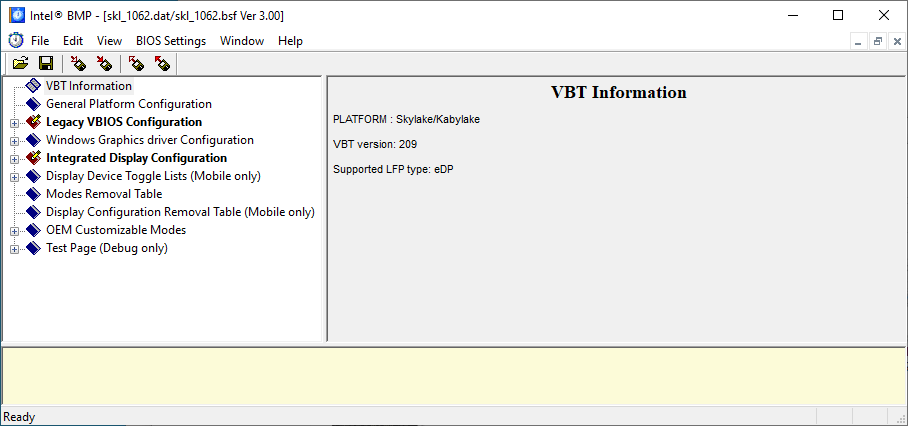 Intel® BMP - [skl_1062.dat/skl_1062.bsf Ver 3.00]
File Edit View BIOS Settings Window Help
VBT Information
General Platform Configuration
Legacy VBIOS Configuration
Windows Graphics driver Configuration
Integrated Display Configuration
Display Device Toggle Lists (Mobile only)
Modes Removal Table
Display Configuration Removal Table (Mobile only)
OEM Customizable Modes
Test Page (Debug only)
VBT Information
PLATFORM : Skylake/Kabylake
VBT version: 209
Supported LFP type: eDP
Ready